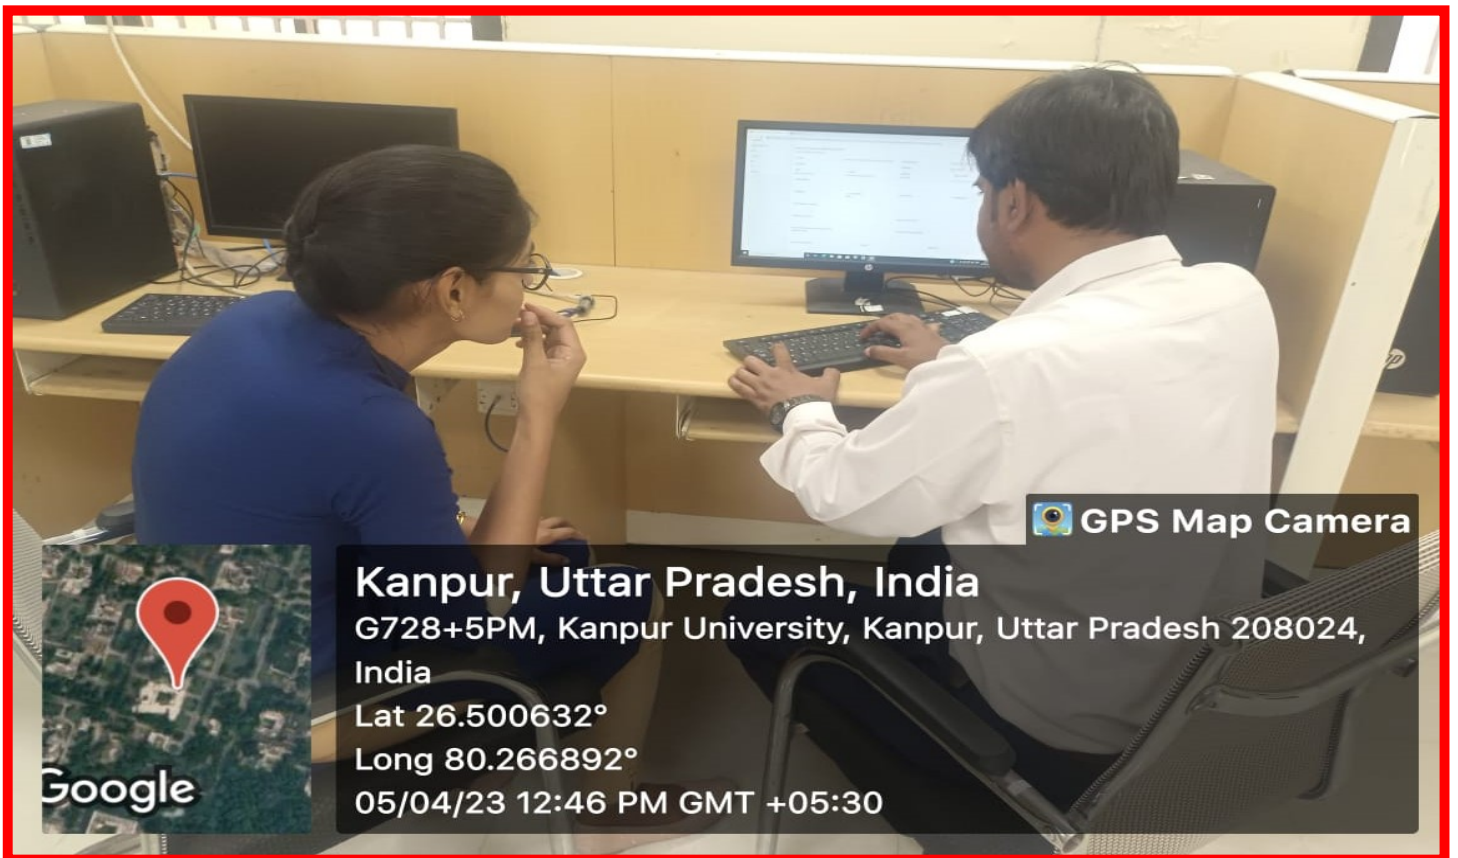 GPS Map Camera
Kanpur, Uttar Pradesh, India
G728+5PM, Kanpur University, Kanpur, Uttar Pradesh 208024,
India
Lat 26.500632°
Long 80.266892°
05/04/23 12:46 PM GMT +05:30
Google
hp